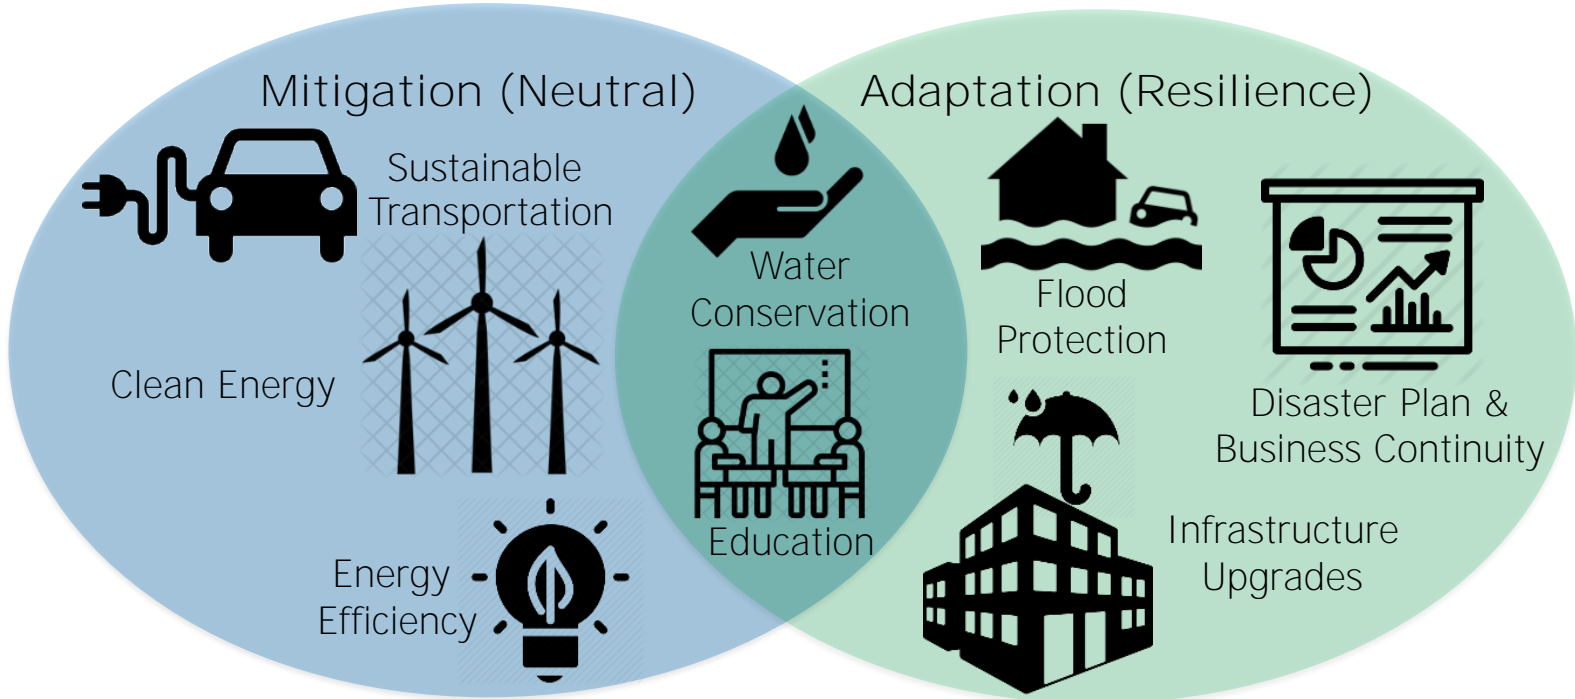 Mitigation (Neutral)
Sustainable
Transportation
Clean Energy
Energy
Efficiency
Water
Conservation
Education
Adaptation (Resilience)
Flood
Protection
Disaster Plan &
Business Continuity
Infrastructure
Upgrades